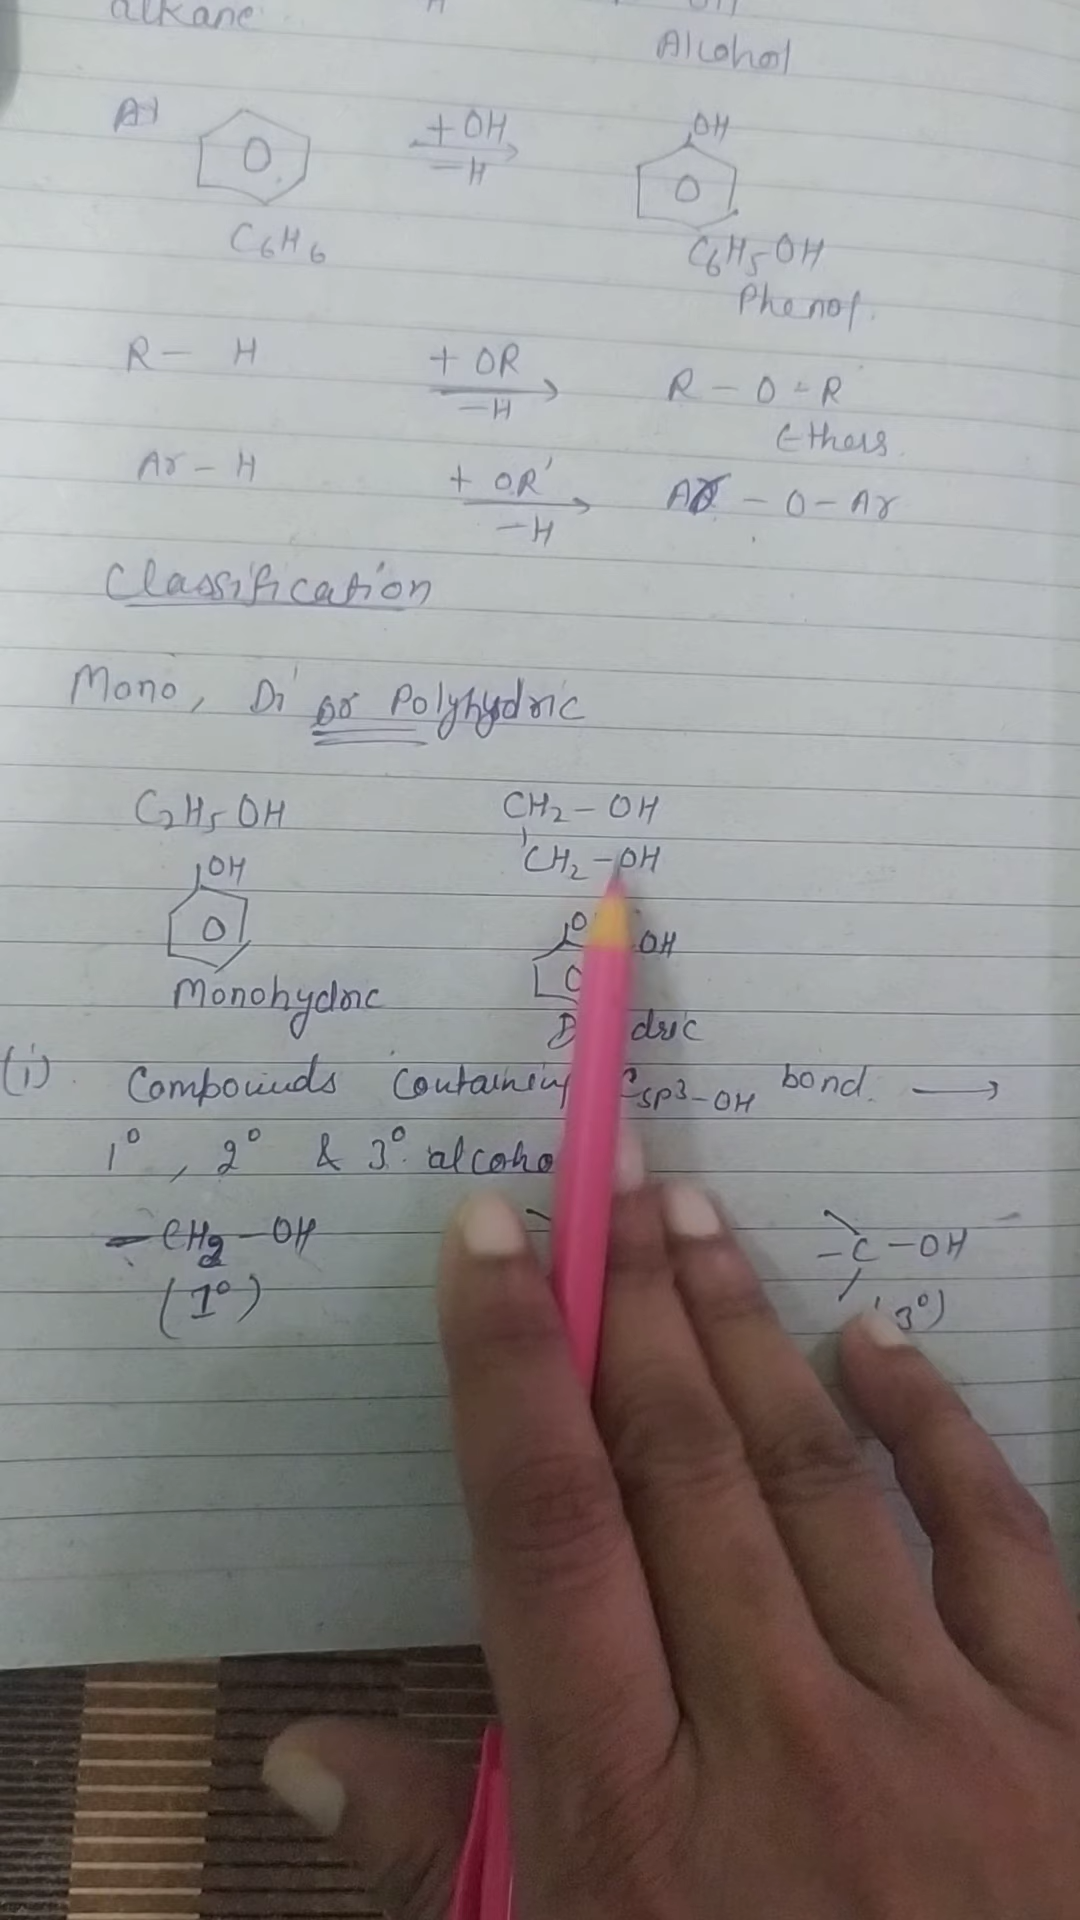 alkane
Alcohol
Ar +OH OH
O -H O
C6H6 C6H5OH
Phenol.
R - H + OR R - O - R
-H Ethers.
Ar - H + OR' Ar - O - Ar
-H
Classification
Mono, Di or Polyhydric
C2H5OH CH2 - OH
CH2 - OH
OH
O OH
Monohydric
(i). Compounds containing Csp3-OH bond. →
1°, 2° & 3° alcoho
-CH2-OH -C-OH
(1°) (3°)